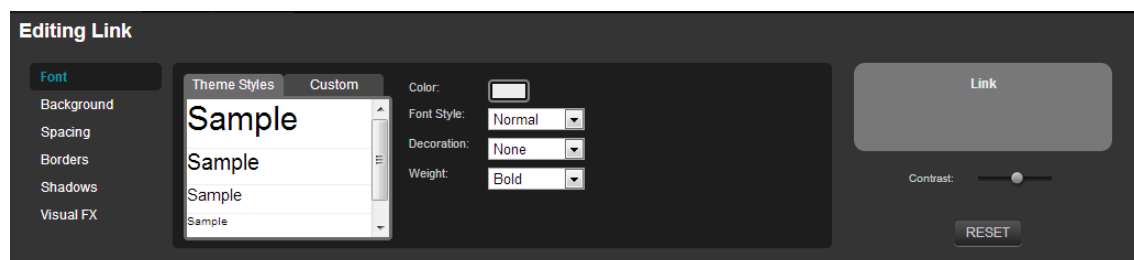 Editing Link
Font
Background
Spacing
Borders
Shadows
Visual FX
Theme Styles Custom
Sample
Sample
Sample
Sample
Color:
Font Style: Normal
Decoration: None
Weight: Bold
Link
Contrast:
RESET